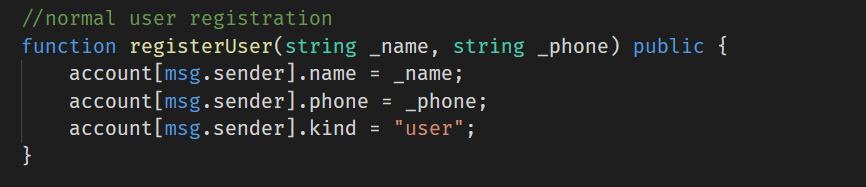 //normal user registration
function registerUser(string _name, string _phone) public {
account[msg.sender].name = _name;
account[msg.sender].phone = _phone;
account[msg.sender].kind = "user";
}